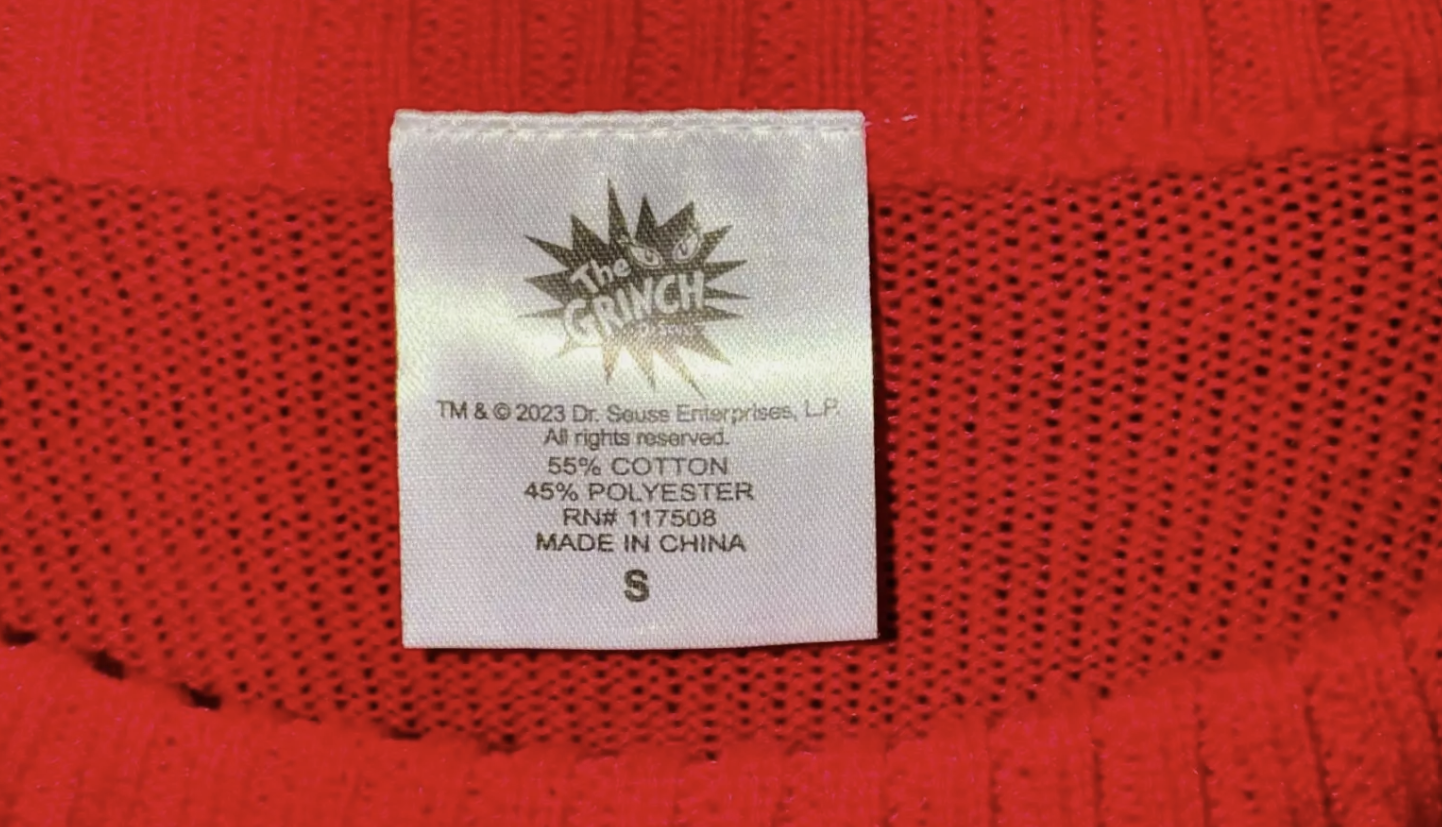 The
GRINCH
TM & © 2023 Dr. Seuss Enterprises, L.P.
All rights reserved.
55% COTTON
45% POLYESTER
RN# 117508
MADE IN CHINA
S